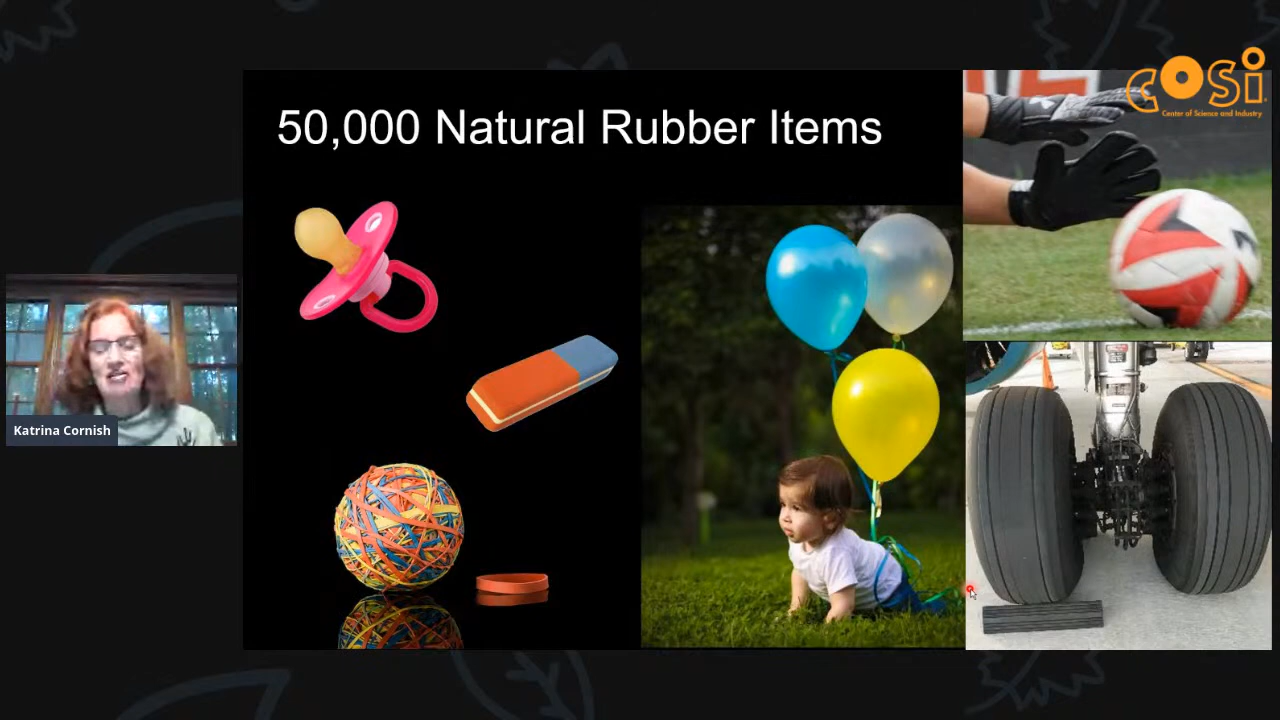 50,000 Natural Rubber Items
cosi
Center of Science and Industry
Katrina Cornish